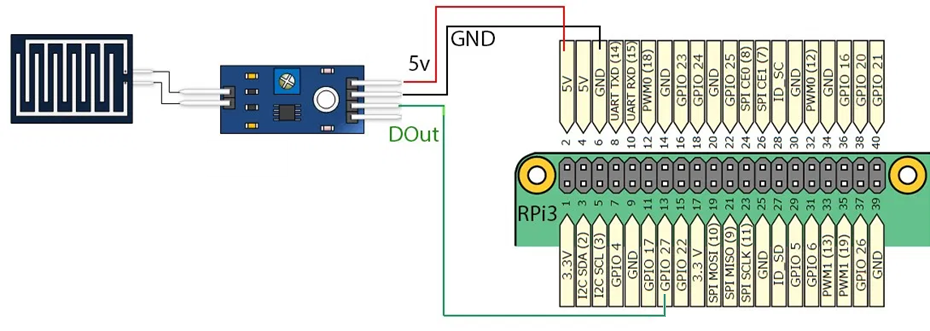 5v
GND
DOut
5V
5V
GND
UART TXD (14)
UART RXD (15)
PWM0 (18)
GND
GPIO 23
GPIO 24
GND
GPIO 25
SPI CE0 (8)
SPI CE1 (7)
ID_SC
GND
PWM0 (12)
GND
GPIO 16
GPIO 20
GPIO 21
2 4 6 8 10 12 14 16 18 20 22 24 26 28 30 32 34 36 38 40
RPi3
1 3 5 7 9 11 13 15 17 19 21 23 25 27 29 31 33 35 37 39
3.3V
I2C SDA (2)
I2C SCL (3)
GPIO 4
GND
GPIO 17
GPIO 27
GPIO 22
3.3 V
SPI MOSI (10)
SPI MISO (9)
SPI SCLK (11)
GND
ID_SD
GPIO 5
GPIO 6
PWM1 (13)
PWM1 (19)
GPIO 26
GND